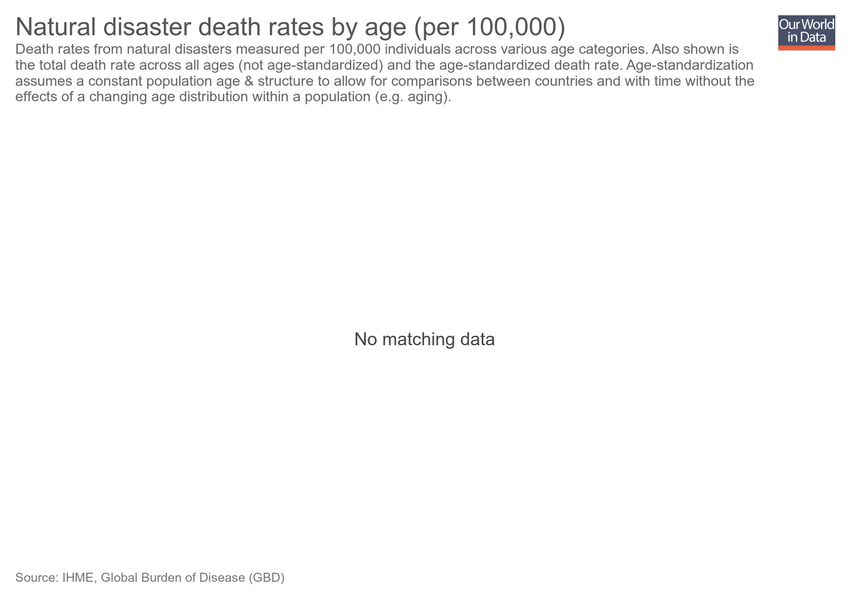 Natural disaster death rates by age (per 100,000)
Our World
in Data
Death rates from natural disasters measured per 100,000 individuals across various age categories. Also shown is
the total death rate across all ages (not age-standardized) and the age-standardized death rate. Age-standardization
assumes a constant population age & structure to allow for comparisons between countries and with time without the
effects of a changing age distribution within a population (e.g. aging).
No matching data
Source: IHME, Global Burden of Disease (GBD)